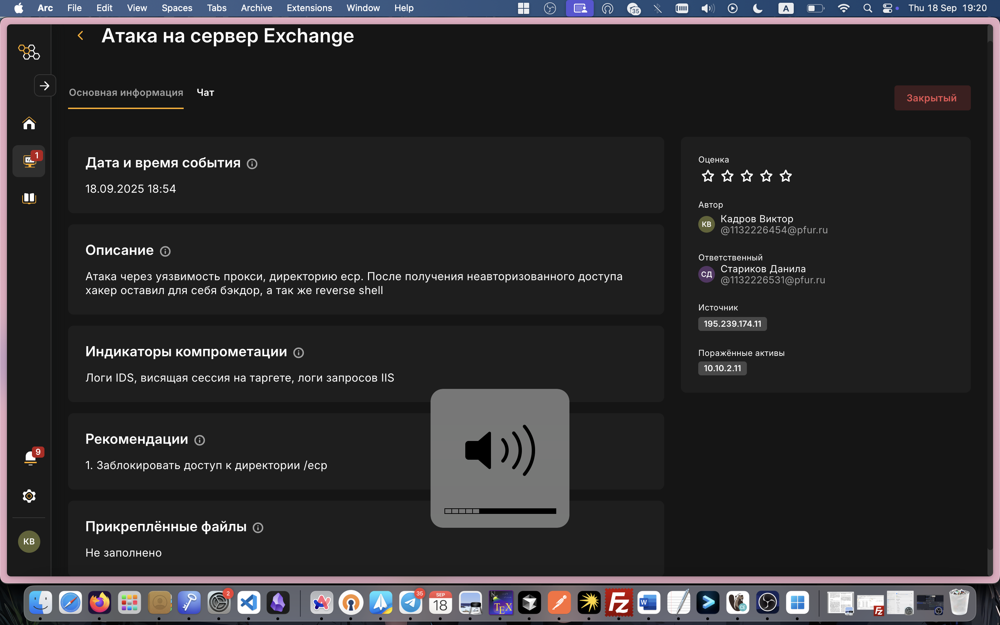 Arc File Edit View Spaces Tabs Archive Extensions Window Help 35 A Thu 18 Sep 19:20
Атака на сервер Exchange
Основная информация Чат
Закрытый
1
Дата и время события
18.09.2025 18:54
Описание
Атака через уязвимость прокси, директорию ecp. После получения неавторизованного доступа
хакер оставил для себя бэкдор, а так же reverse shell
Индикаторы компрометации
Логи IDS, висящая сессия на таргете, логи запросов IIS
Рекомендации
1. Заблокировать доступ к директории /ecp
Прикреплённые файлы
Не заполнено
Оценка
Автор
КВ Кадров Виктор
@1132226454@pfur.ru
Ответственный
СД Стариков Данила
@1132226531@pfur.ru
Источник
195.239.174.11
Поражённые активы
10.10.2.11
9
КВ
2 35 SEP 18 TEX Fz W CE